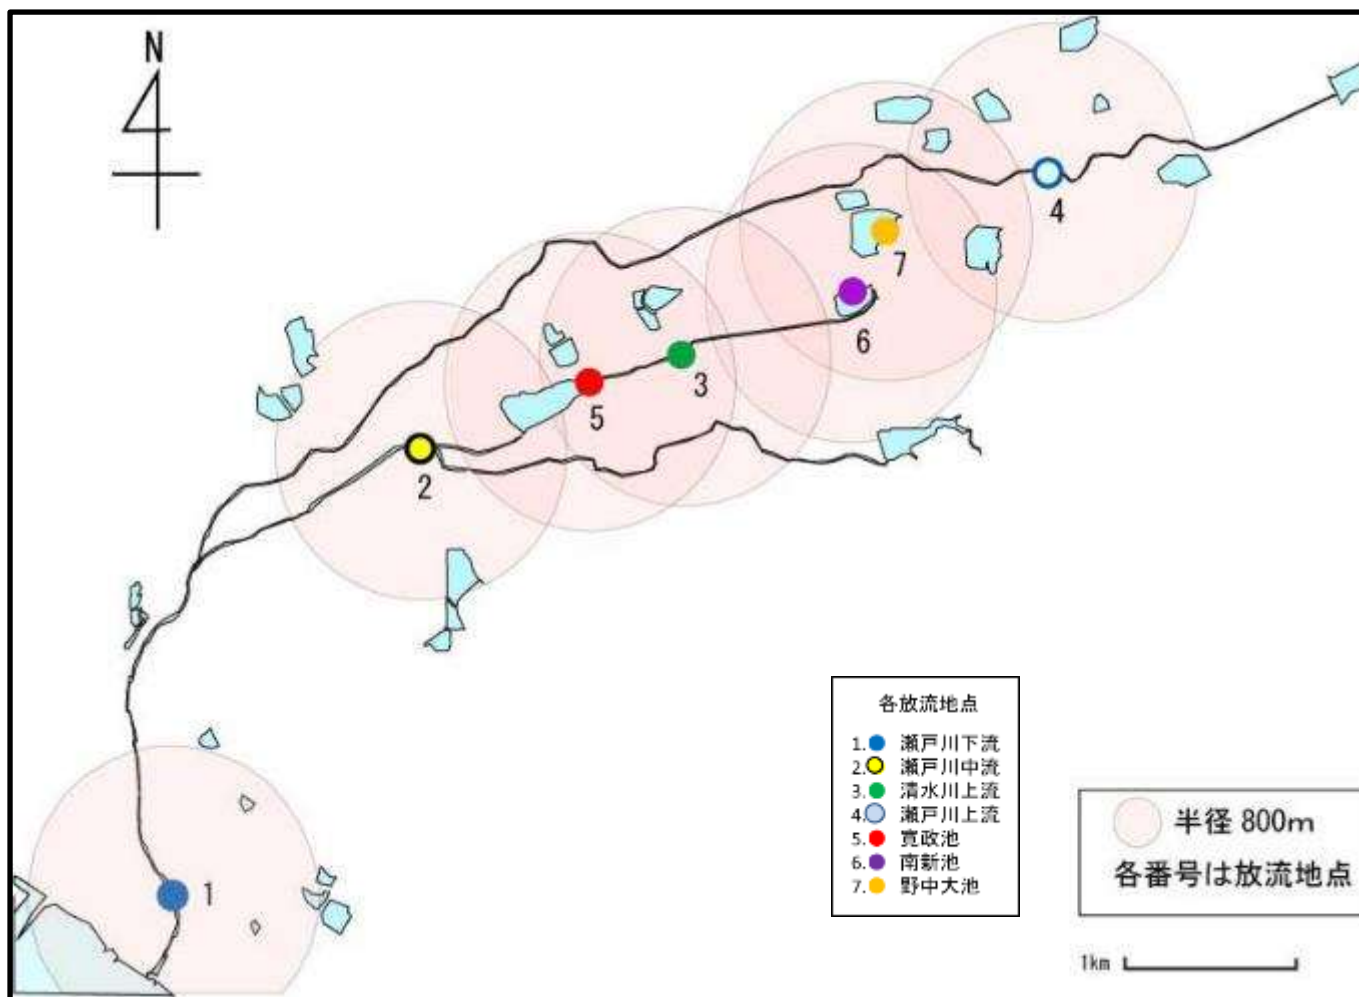 N
4
7
6
3
5
2
1
各放流地点
1. 瀬戸川下流
2. 瀬戸川中流
3. 清水川上流
4. 瀬戸川上流
5. 寛政池
6. 南新池
7. 野中大池
半径 800m
各番号は放流地点
1km